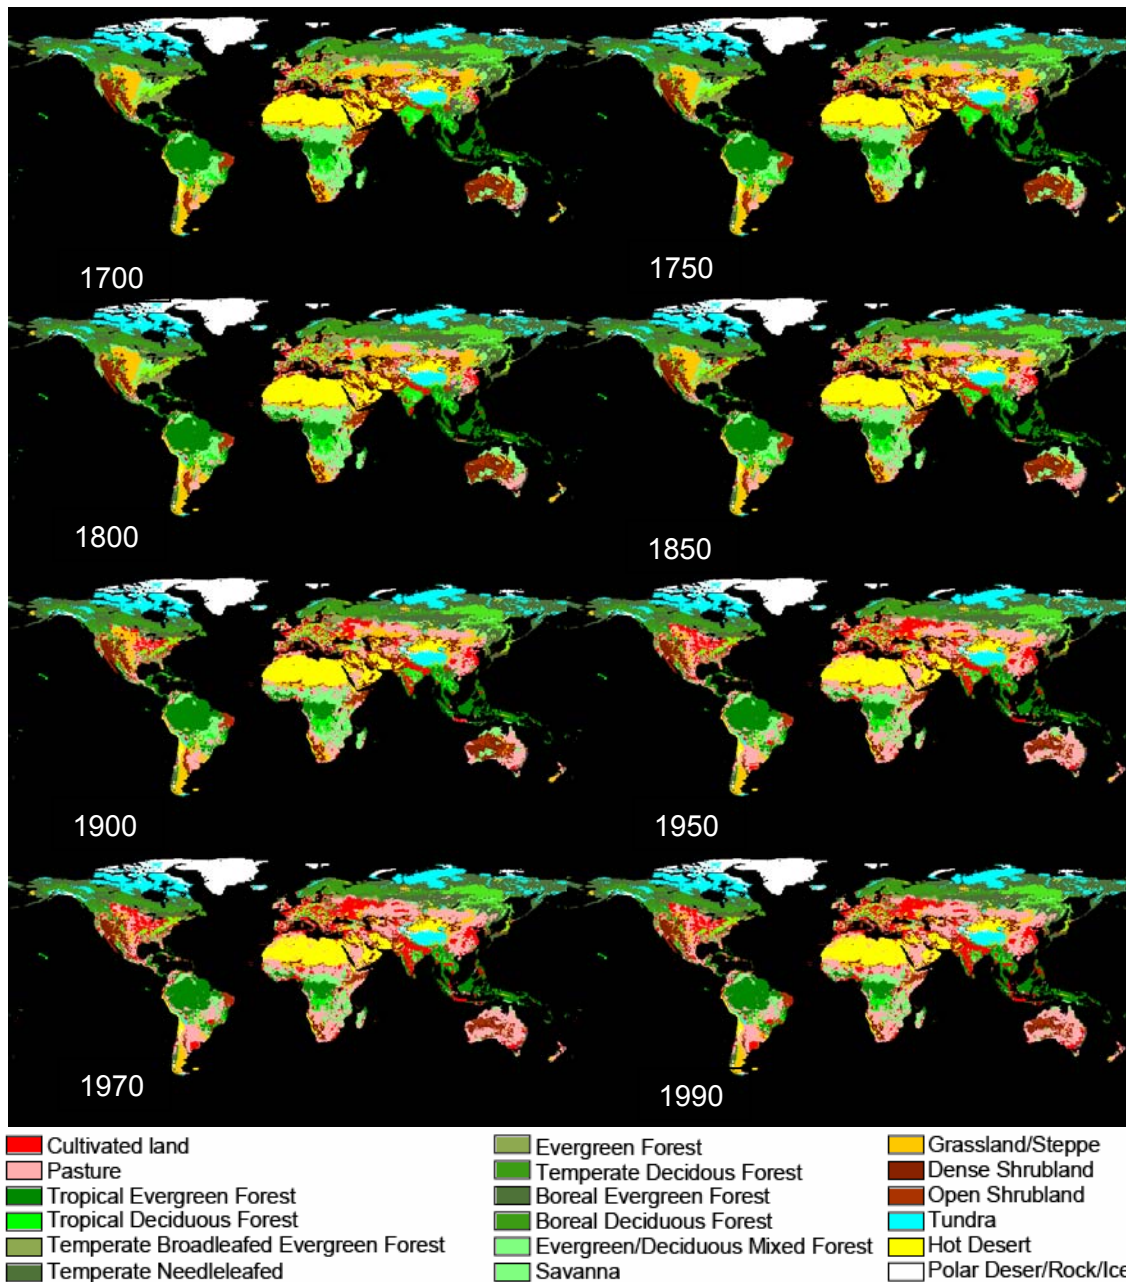 1700
1750
1800
1850
1900
1950
1970
1990
Cultivated land
Pasture
Tropical Evergreen Forest
Tropical Deciduous Forest
Temperate Broadleafed Evergreen Forest
Temperate Needleleafed
Evergreen Forest
Temperate Decidous Forest
Boreal Evergreen Forest
Boreal Deciduous Forest
Evergreen/Deciduous Mixed Forest
Savanna
Grassland/Steppe
Dense Shrubland
Open Shrubland
Tundra
Hot Desert
Polar Deser/Rock/Ice